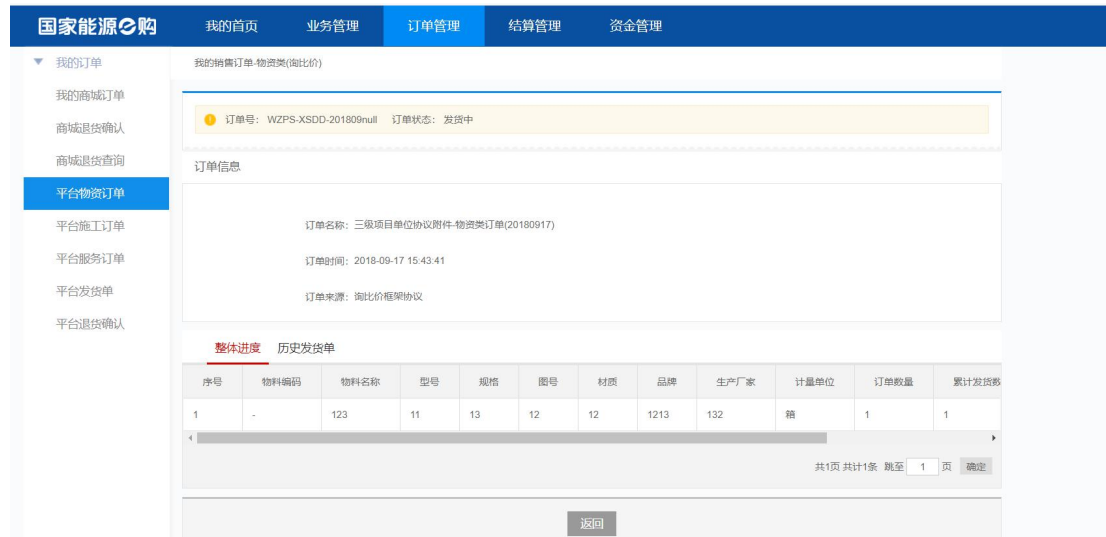 国家能源e购 我的首页 业务管理 订单管理 结算管理 资金管理
我的订单
我的商城订单
商城退货确认
商城退货查询
平台物资订单
平台施工订单
平台服务订单
平台发货单
平台退货确认
我的销售订单-物资类(询比价)
订单号： WZPS-XSDD-201809null 订单状态： 发货中
订单信息
订单名称：三级项目单位协议附件-物资类订单(20180917)
订单时间：2018-09-17 15:43:41
订单来源：询比价框架协议
整体进度 历史发货单
序号 物料编码 物料名称 型号 规格 图号 材质 品牌 生产厂家 计量单位 订单数量 累计发货数
1 - 123 11 13 12 12 1213 132 箱 1 1
共1页 共计1条 跳至 1 页 确定
返回